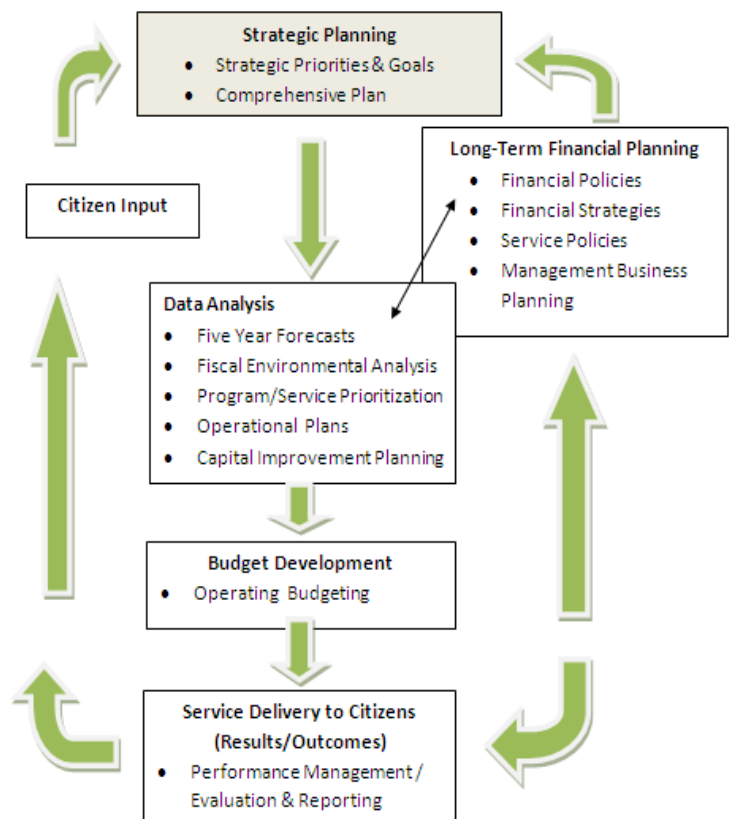 Strategic Planning
• Strategic Priorities & Goals
• Comprehensive Plan
Long-Term Financial Planning
• Financial Policies
• Financial Strategies
• Service Policies
• Management Business
Planning
Citizen Input
Data Analysis
• Five Year Forecasts
• Fiscal Environmental Analysis
• Program/Service Prioritization
• Operational Plans
• Capital Improvement Planning
Budget Development
• Operating Budgeting
Service Delivery to Citizens
(Results/Outcomes)
• Performance Management /
Evaluation & Reporting